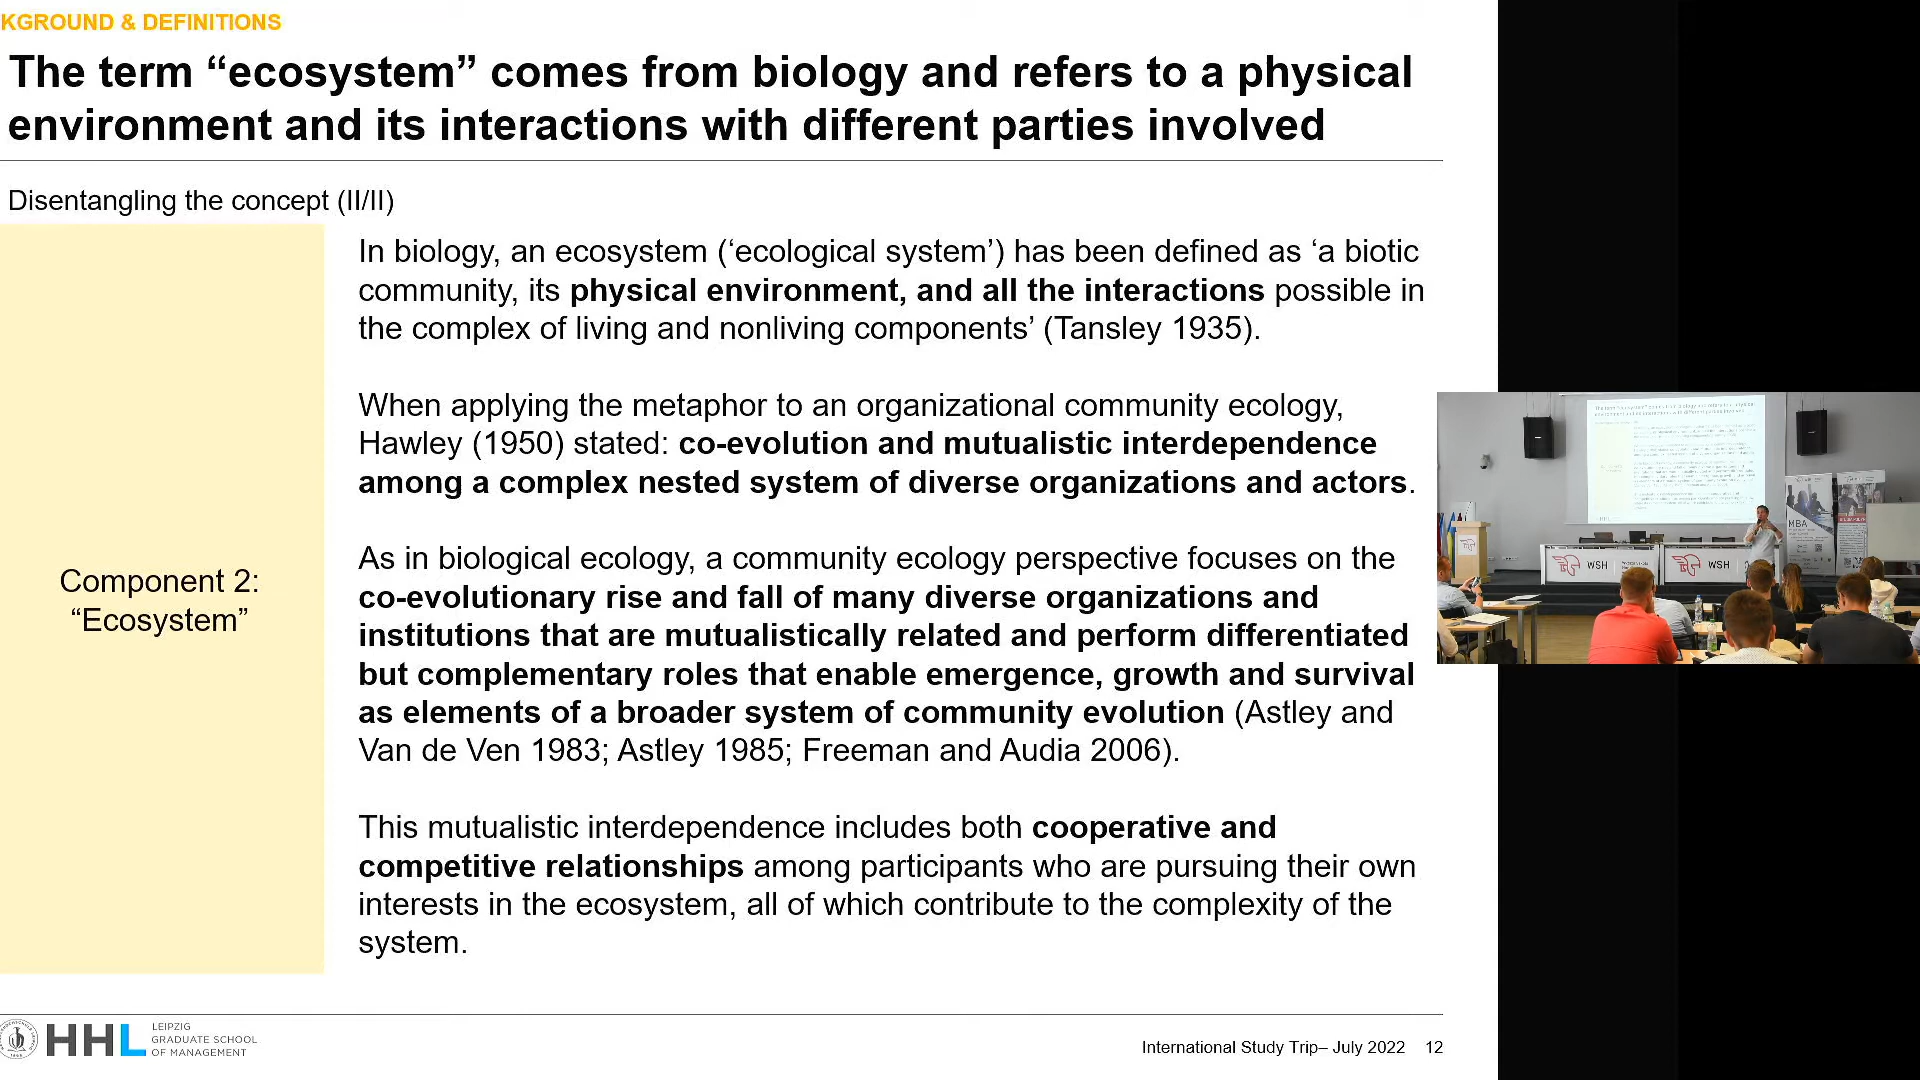 KGROUND & DEFINITIONS
The term “ecosystem” comes from biology and refers to a physical
environment and its interactions with different parties involved
Disentangling the concept (II/II)
Component 2:
“Ecosystem”
In biology, an ecosystem (‘ecological system’) has been defined as ‘a biotic
community, its physical environment, and all the interactions possible in
the complex of living and nonliving components’ (Tansley 1935).
When applying the metaphor to an organizational community ecology,
Hawley (1950) stated: co-evolution and mutualistic interdependence
among a complex nested system of diverse organizations and actors.
As in biological ecology, a community ecology perspective focuses on the
co-evolutionary rise and fall of many diverse organizations and
institutions that are mutualistically related and perform differentiated
but complementary roles that enable emergence, growth and survival
as elements of a broader system of community evolution (Astley and
Van de Ven 1983; Astley 1985; Freeman and Audia 2006).
This mutualistic interdependence includes both cooperative and
competitive relationships among participants who are pursuing their own
interests in the ecosystem, all of which contribute to the complexity of the
system.
HHL
LEIPZIG
GRADUATE SCHOOL
OF MANAGEMENT
International Study Trip– July 2022 12
MBA
WSH
WSH